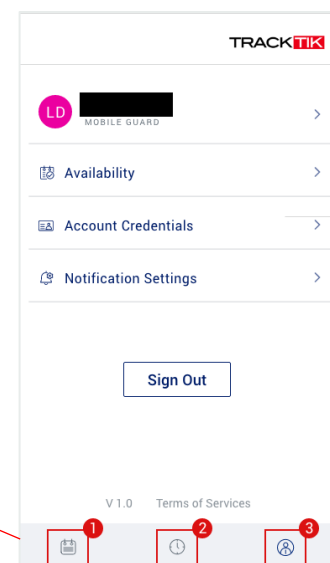 TRACKTIK
LD
MOBILE GUARD
Availability
Account Credentials
Notification Settings
Sign Out
V 1.0 Terms of Services
1 2 3